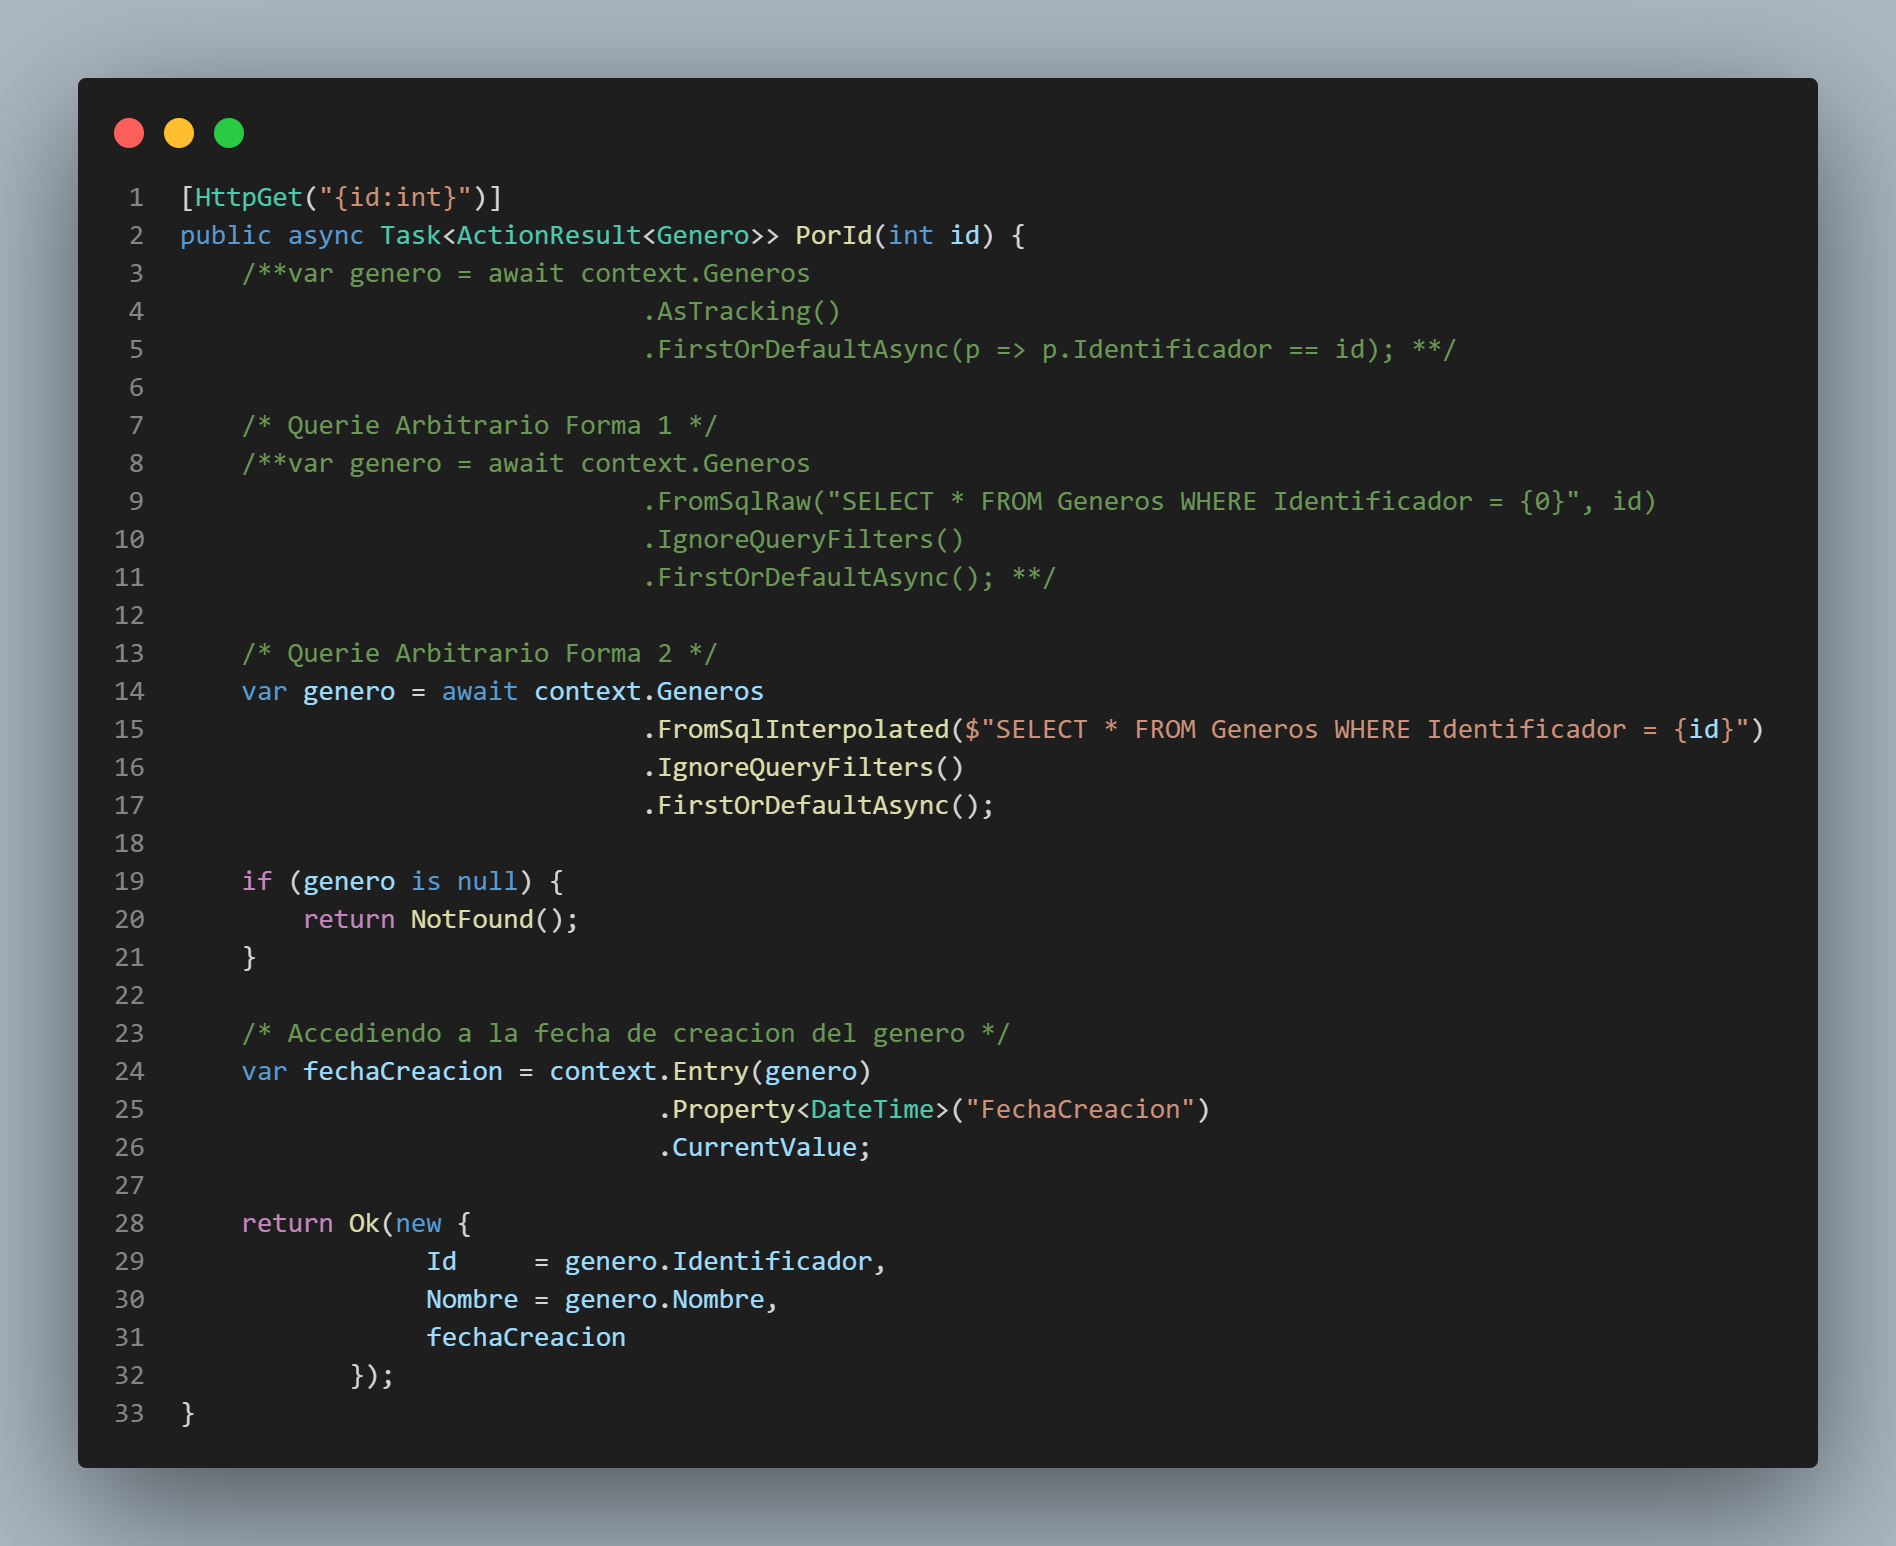 1 [HttpGet("{id:int}")]
2 public async Task<ActionResult<Genero>> PorId(int id) {
3     /**var genero = await context.Generos
4                               .AsTracking()
5                               .FirstOrDefaultAsync(p => p.Identificador == id); **/
6
7     /* Querie Arbitrario Forma 1 */
8     /**var genero = await context.Generos
9                               .FromSqlRaw("SELECT * FROM Generos WHERE Identificador = {0}", id)
10                               .IgnoreQueryFilters()
11                               .FirstOrDefaultAsync(); **/
12
13     /* Querie Arbitrario Forma 2 */
14     var genero = await context.Generos
15                               .FromSqlInterpolated($"SELECT * FROM Generos WHERE Identificador = {id}")
16                               .IgnoreQueryFilters()
17                               .FirstOrDefaultAsync();
18
19     if (genero is null) {
20         return NotFound();
21     }
22
23     /* Accediendo a la fecha de creacion del genero */
24     var fechaCreacion = context.Entry(genero)
25                                .Property<DateTime>("FechaCreacion")
26                                .CurrentValue;
27
28     return Ok(new {
29                 Id     = genero.Identificador,
30                 Nombre = genero.Nombre,
31                 fechaCreacion
32            });
33 }